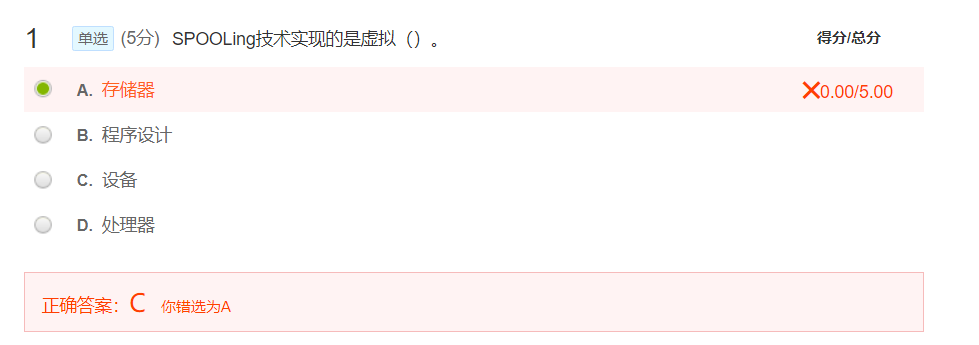 1 单选 (5分) SPOOLing技术实现的是虚拟（）。 得分/总分
A. 存储器 ×0.00/5.00
B. 程序设计
C. 设备
D. 处理器
正确答案：C 你错选为A